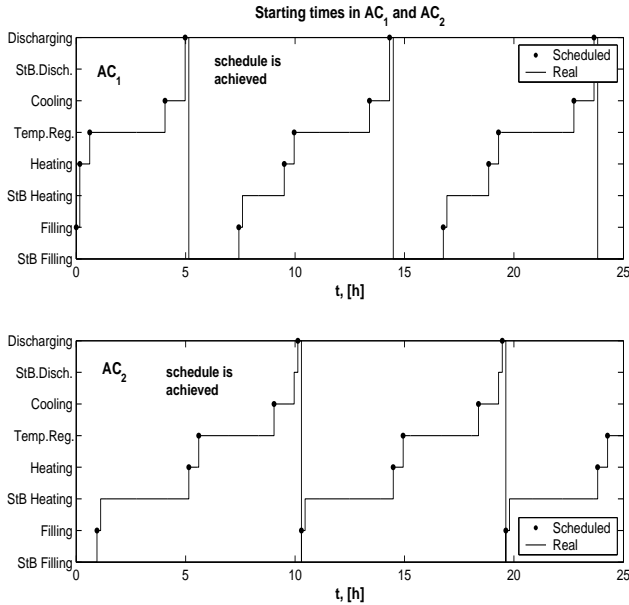 Starting times in AC1 and AC2
Discharging
StB.Disch.
Cooling
Temp.Reg.
Heating
StB Heating
Filling
StB Filling
AC1
schedule is
achieved
Scheduled
Real
0 5 10 15 20 25
t, [h]
Discharging
StB.Disch.
Cooling
Temp.Reg.
Heating
StB Heating
Filling
StB Filling
AC2
schedule is
achieved
Scheduled
Real
0 5 10 15 20 25
t, [h]